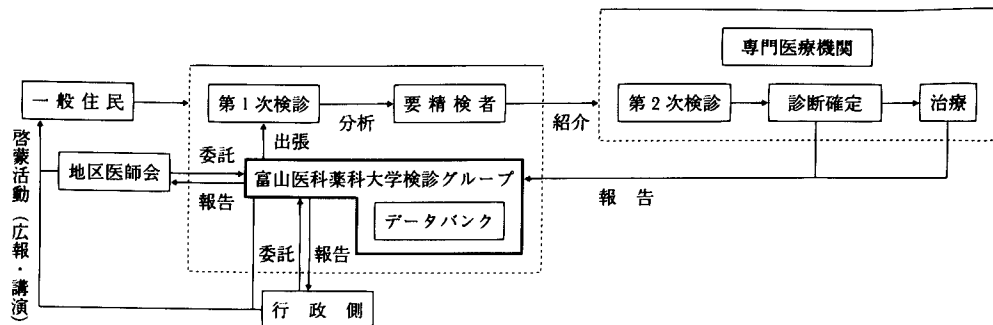 専門医療機関
一般住民
第1次検診
分析
要精検者
紹介
第2次検診
診断確定
治療
出張
委託
地区医師会
報告
富山医科薬科大学検診グループ
データバンク
報告
委託
報告
行政側
啓蒙活動（広報・講演）